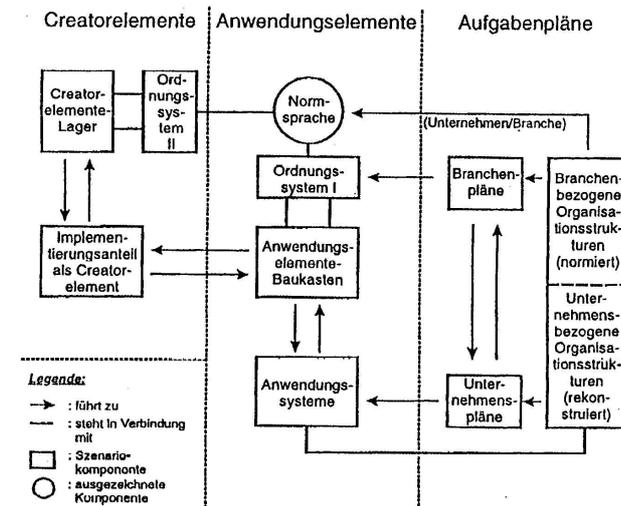 Creatorelemente
Anwendungselemente
Aufgabenpläne
Creator-
elemente-
Lager
Ord-
nungs-
sys-
tem
II
Norm-
sprache
(Unternehmen/Branche)
Ordnungs-
system I
Branchen-
pläne
Branchen-
bezogene
Organisa-
tionsstruk-
turen
(normiert)
Implemen-
tierungsanteil
als Creator-
element
Anwendungs-
elemente-
Baukasten
Unter-
nehmens-
bezogene
Organisa-
tionsstruk-
turen
(rekon-
struiert)
Anwendungs-
systeme
Unter-
nehmens-
pläne
Legende:
: führt zu
: steht in Verbindung
mit
: Szenario-
komponente
: ausgezeichnete
Komponente